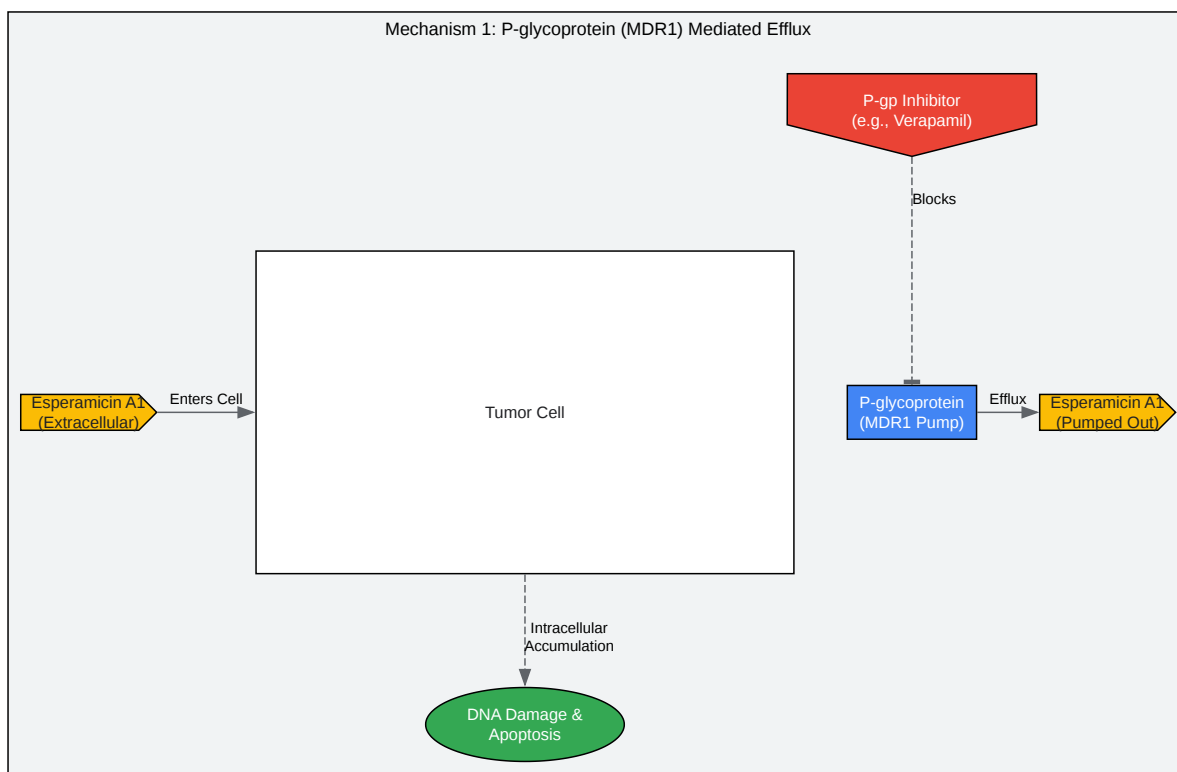 Mechanism 1: P-glycoprotein (MDR1) Mediated Efflux
P-gp Inhibitor
(e.g., Verapamil)
Blocks
Esperamicin A1
(Extracellular)
Enters Cell
Tumor Cell
P-glycoprotein
(MDR1 Pump)
Efflux
Esperamicin A1
(Pumped Out)
Intracellular
Accumulation
DNA Damage &
Apoptosis